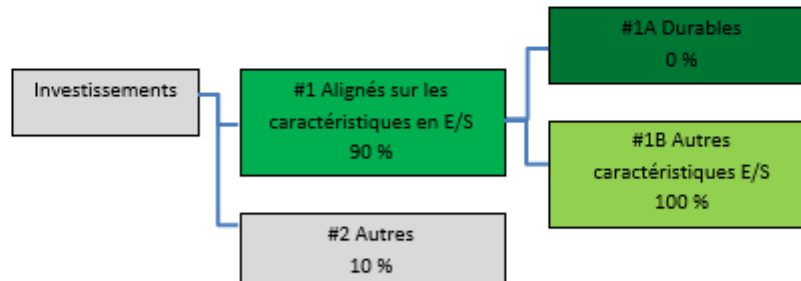 Investissements
#1 Alignés sur les
caractéristiques en E/S
90 %
#2 Autres
10 %
#1A Durables
0 %
#1B Autres
caractéristiques E/S
100 %